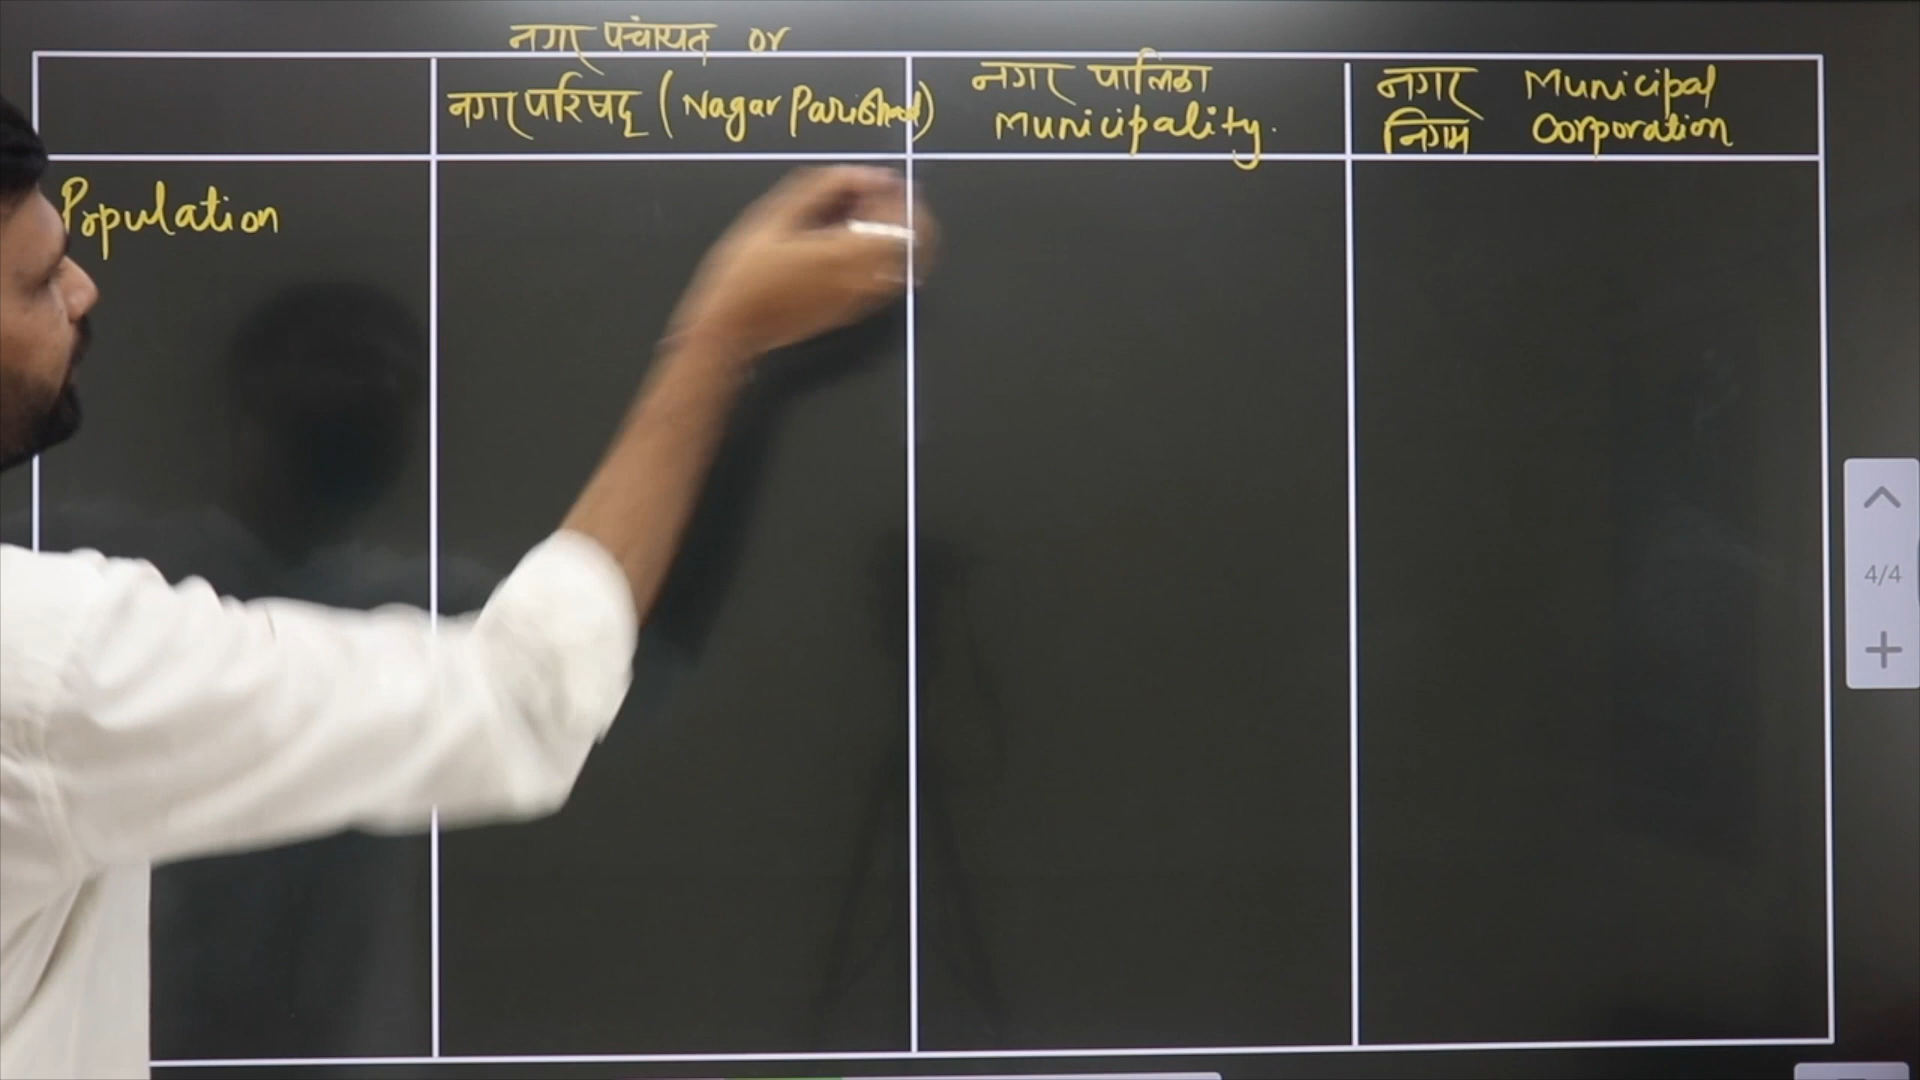 नगर पंचायत or
नगर परिषद् (Nagar Parishad)
नगर पालिका
Municipality.
नगर निगम
Municipal Corporation
Population
4/4